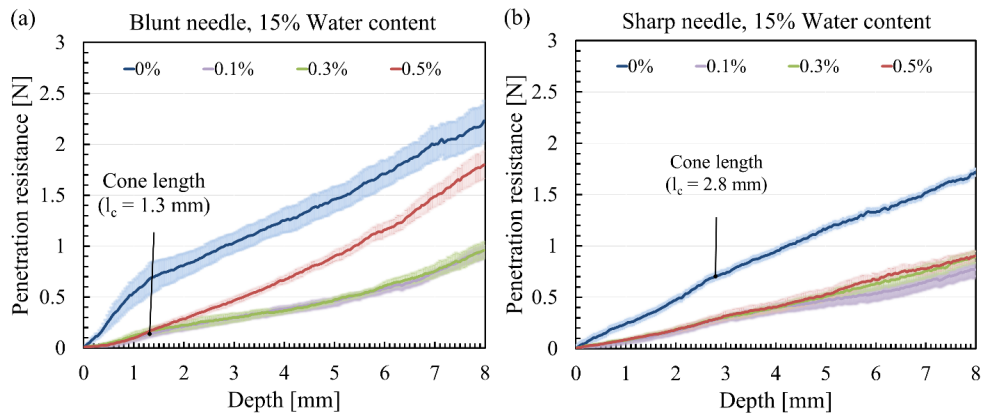 (a)
Blunt needle, 15% Water content
3
2.5
2
1.5
1
0.5
0
Penetration resistance [N]
0% 0.1% 0.3% 0.5%
Cone length
(l_c = 1.3 mm)
0 1 2 3 4 5 6 7 8
Depth [mm]
(b)
Sharp needle, 15% Water content
3
2.5
2
1.5
1
0.5
0
Penetration resistance [N]
0% 0.1% 0.3% 0.5%
Cone length
(l_c = 2.8 mm)
0 1 2 3 4 5 6 7 8
Depth [mm]